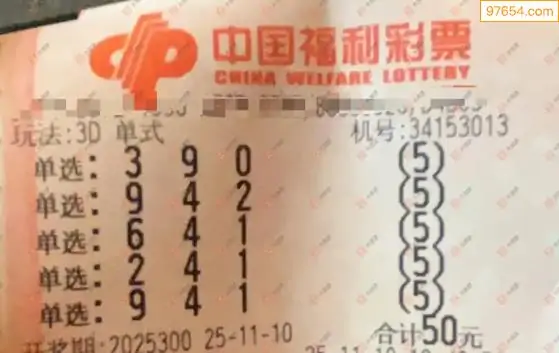 97654.com
中国福利彩票
CHINA WELFARE LOTTERY
玩法:3D 单式 机号:34153013
单选: 3 9 0 (5)
单选: 9 4 2 (5)
单选: 6 4 1 (5)
单选: 2 4 1 (5)
单选: 9 4 1 (5)
开奖期:2025300 25-11-10 合计50元